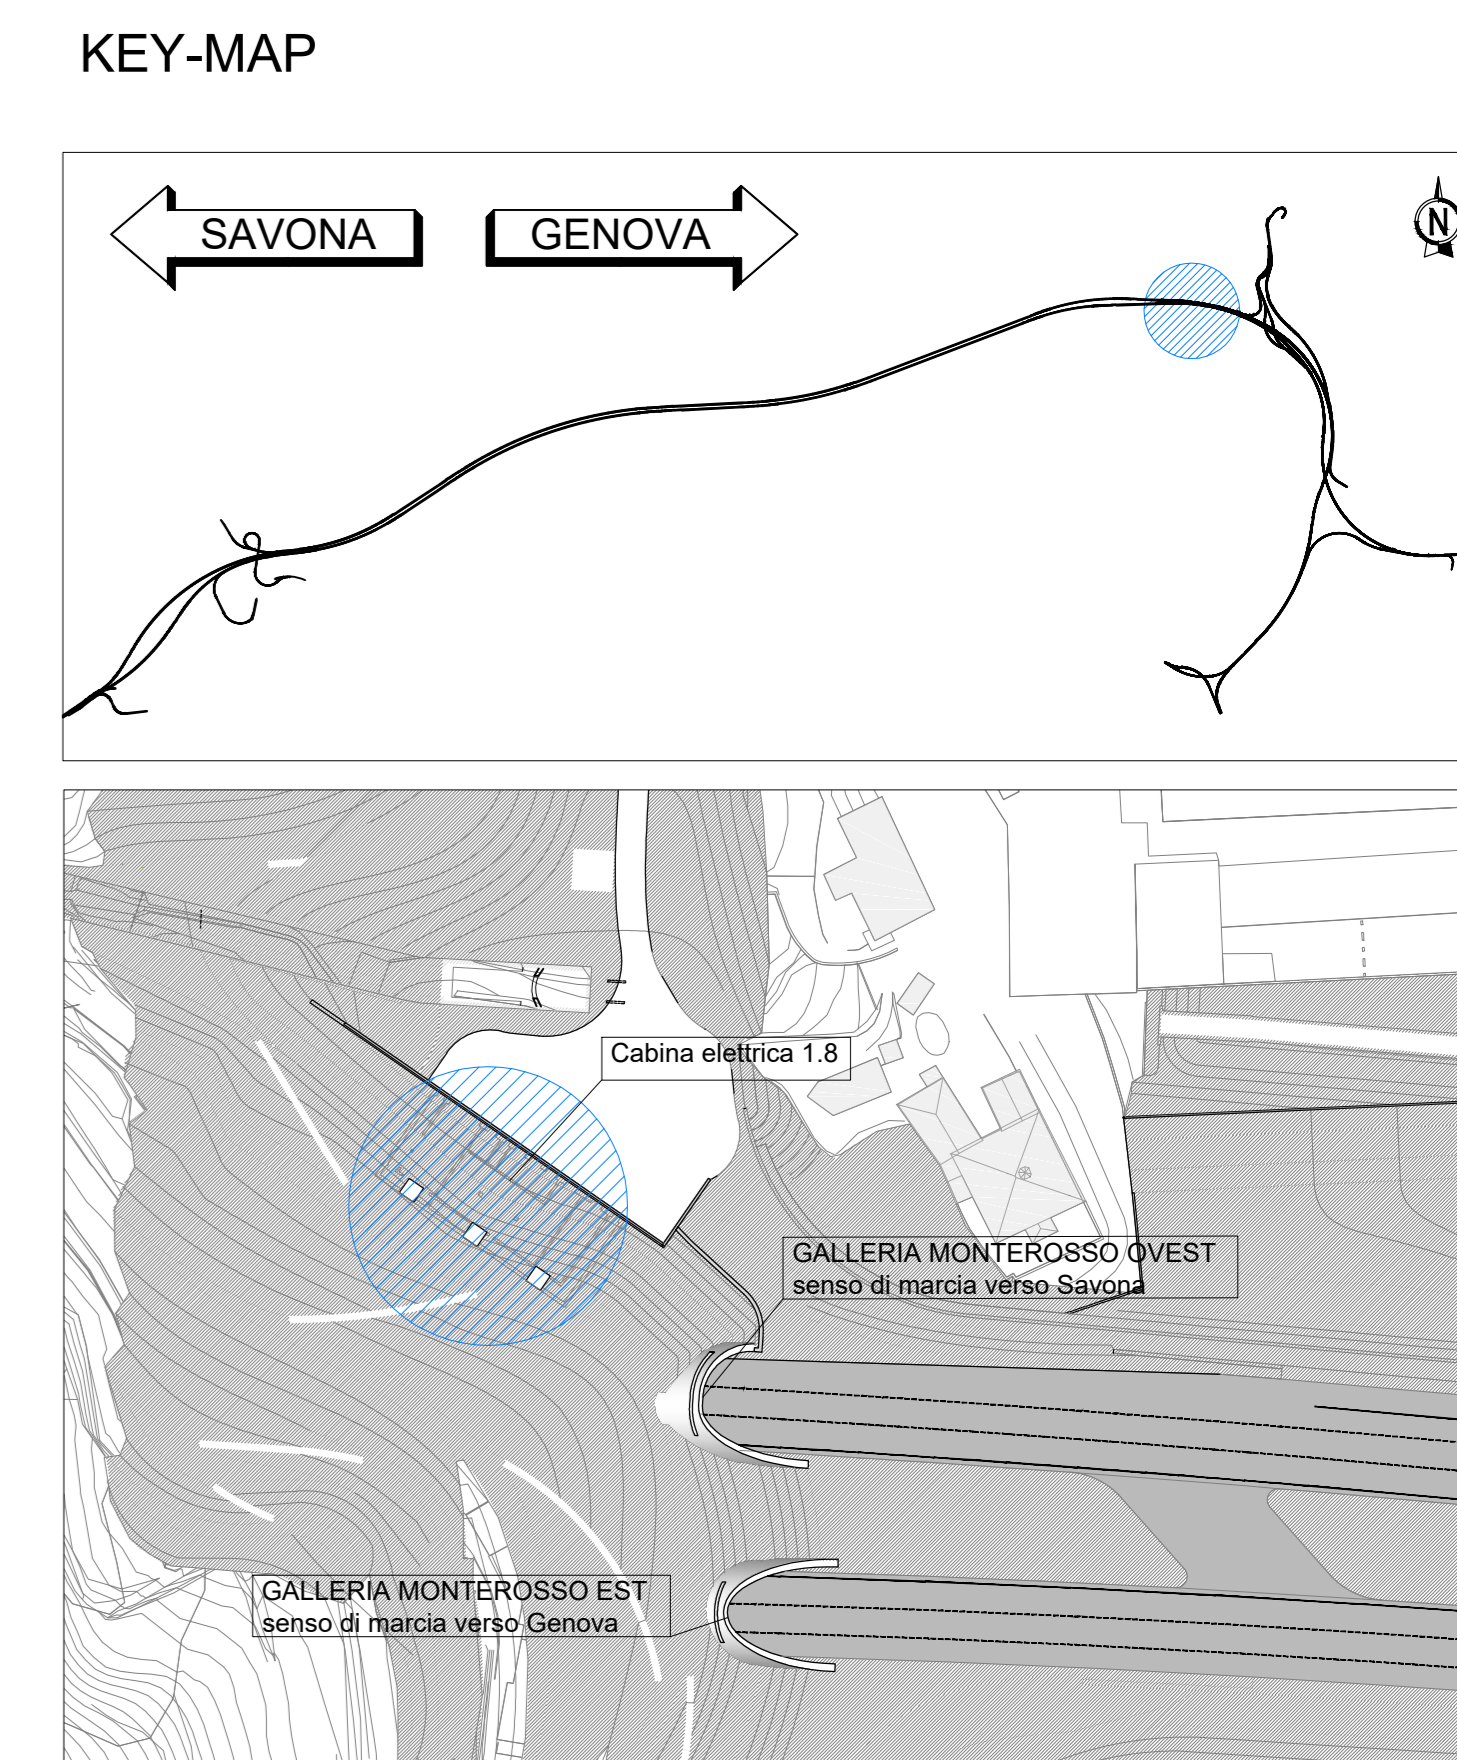 KEY-MAP
SAVONA
GENOVA
N
Cabina elettrica 1.8
GALLERIA MONTEROSSO OVEST
senso di marcia verso Savona
GALLERIA MONTEROSSO EST
senso di marcia verso Genova